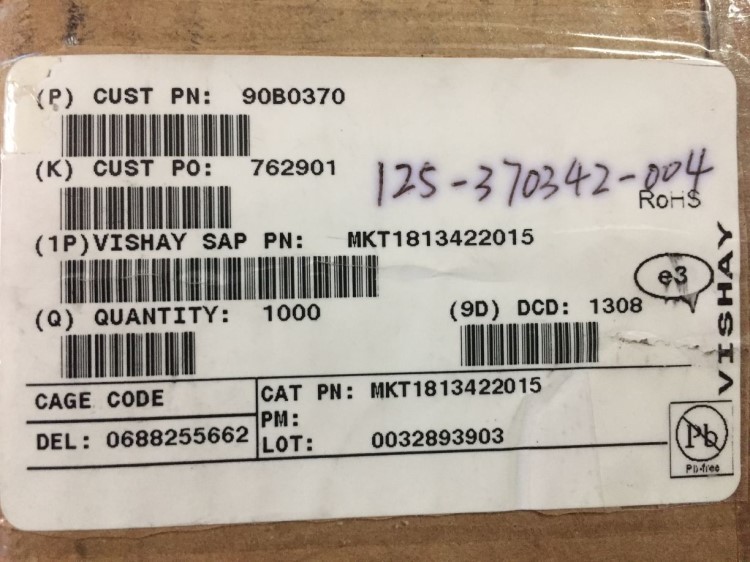 (P) CUST PN: 90B0370
(K) CUST PO: 762901
125-370342-004
RoHS
(1P)VISHAY SAP PN: MKT1813422015
e3
VISHAY
(Q) QUANTITY: 1000
(9D) DCD: 1308
CAGE CODE
CAT PN: MKT1813422015
PM:
DEL: 0688255662
LOT: 0032893903
Pb
Pb-free